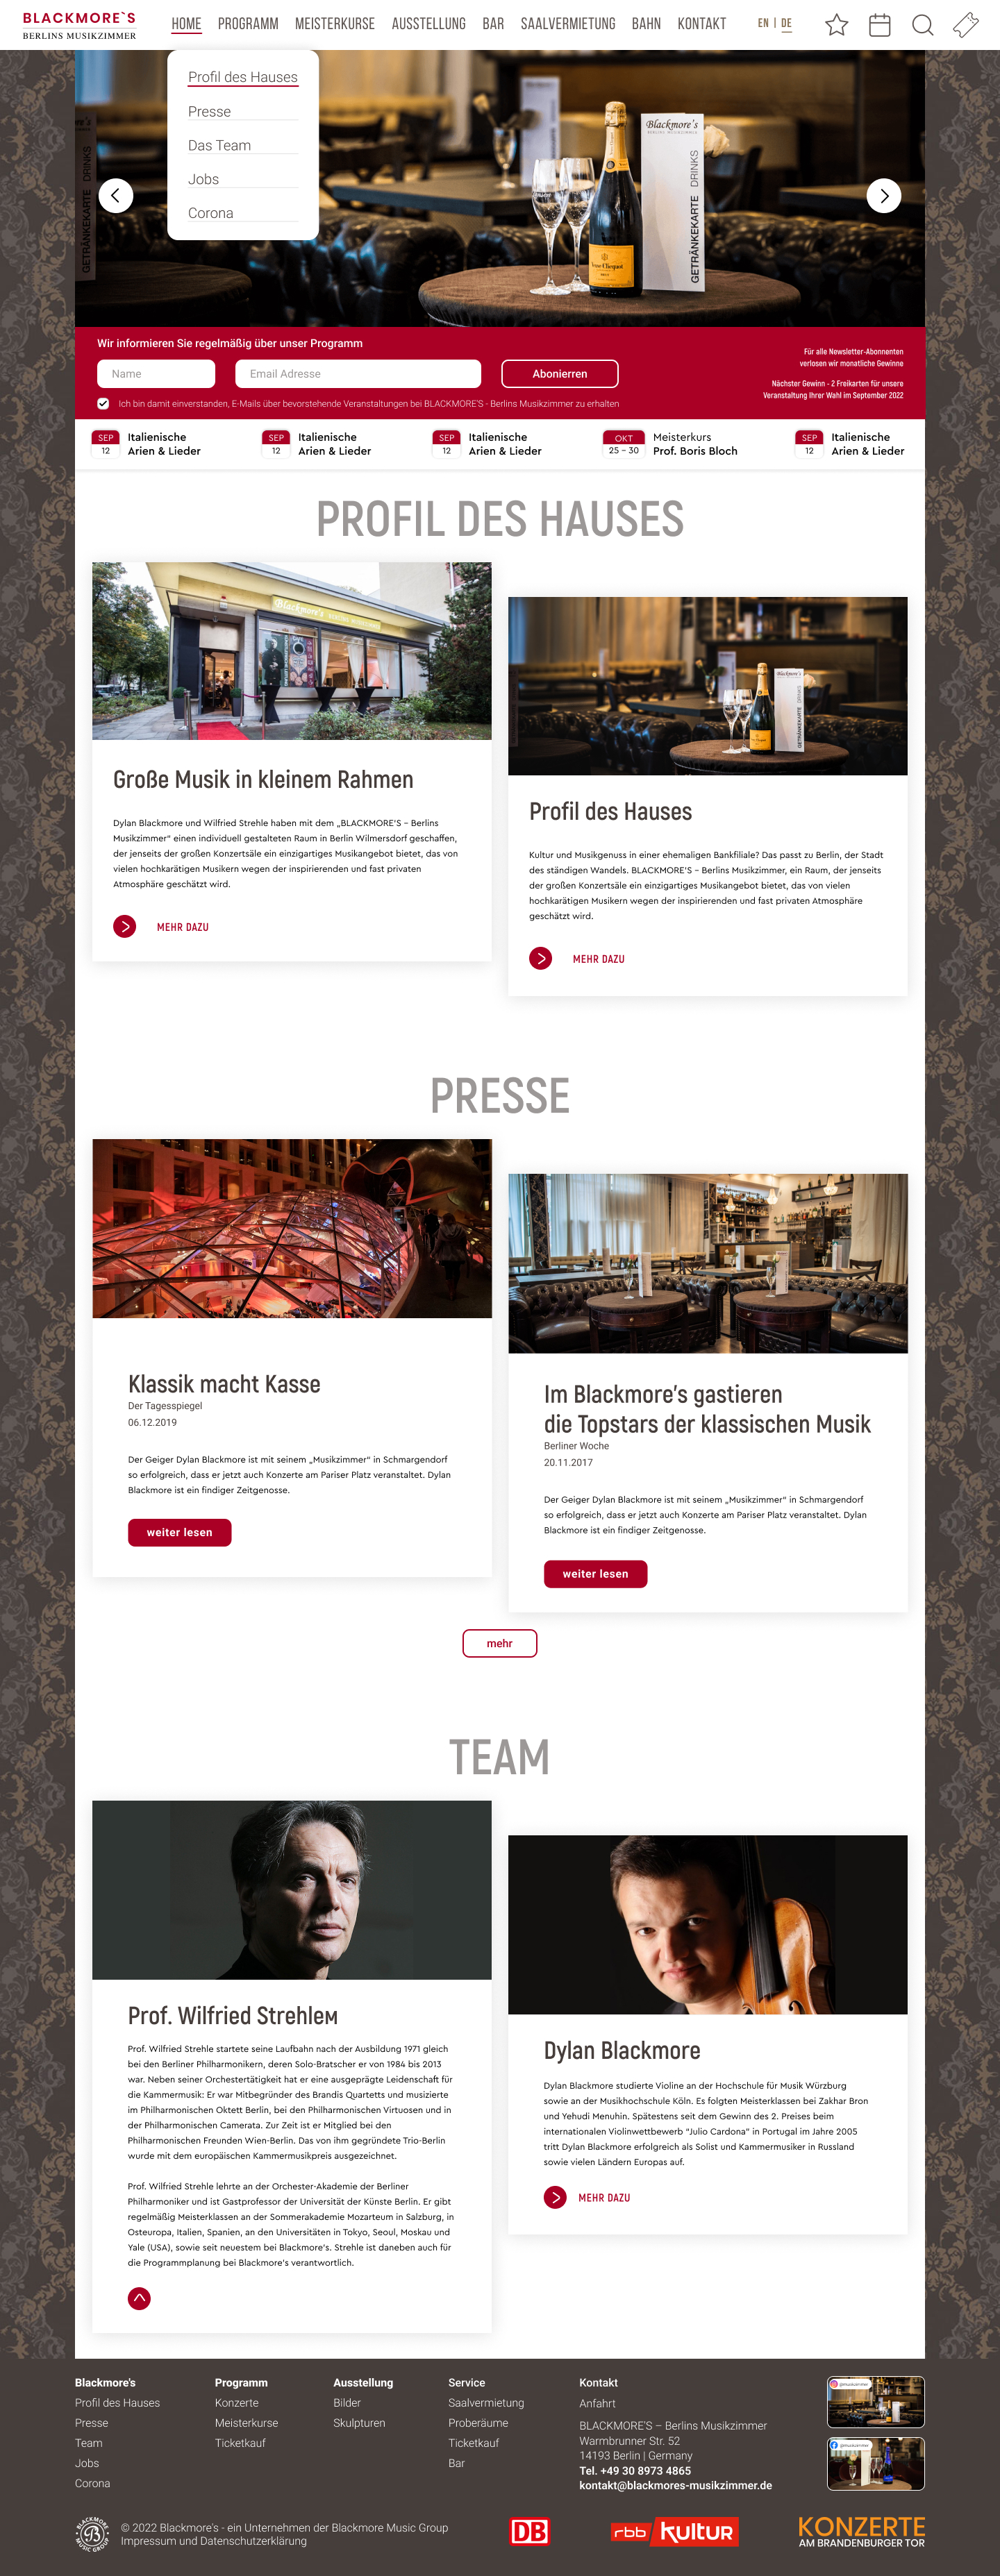 BLACKMORE`S
BERLINS MUSIKZIMMER
HOME PROGRAMM MEISTERKURSE AUSSTELLUNG BAR SAALVERMIETUNG BAHN KONTAKT
EN | DE
Profil des Hauses
Presse
Das Team
Jobs
Corona
GETRÄNKEKARTE DRINKS
Blackmore's
BERLINS MUSIKZIMMER
GETRÄNKEKARTE DRINKS
Wir informieren Sie regelmäßig über unser Programm
Name
Email Adresse
Abonieren
Ich bin damit einverstanden, E-Mails über bevorstehende Veranstaltungen bei BLACKMORE'S - Berlins Musikzimmer zu erhalten
Für alle Newsletter-Abonnenten
verlosen wir monatliche Gewinne
Nächster Gewinn - 2 Freikarten für unsere
Veranstaltung Ihrer Wahl im September 2022
SEP
12
Italienische
Arien & Lieder
SEP
12
Italienische
Arien & Lieder
SEP
12
Italienische
Arien & Lieder
OKT
25 – 30
Meisterkurs
Prof. Boris Bloch
SEP
12
Italienische
Arien & Lieder
PROFIL DES HAUSES
Blackmore's
Große Musik in kleinem Rahmen
Dylan Blackmore und Wilfried Strehle haben mit dem „BLACKMORE'S – Berlins
Musikzimmer" einen individuell gestalteten Raum in Berlin Wilmersdorf geschaffen,
der jenseits der großen Konzertsäle ein einzigartiges Musikangebot bietet, das von
vielen hochkarätigen Musikern wegen der inspirierenden und fast privaten
Atmosphäre geschätzt wird.
MEHR DAZU
Blackmore's
GETRÄNKEKARTE DRINKS
Profil des Hauses
Kultur und Musikgenuss in einer ehemaligen Bankfiliale? Das passt zu Berlin, der Stadt
des ständigen Wandels. BLACKMORE'S – Berlins Musikzimmer, ein Raum, der jenseits
der großen Konzertsäle ein einzigartiges Musikangebot bietet, das von vielen
hochkarätigen Musikern wegen der inspirierenden und fast privaten Atmosphäre
geschätzt wird.
MEHR DAZU
PRESSE
Klassik macht Kasse
Der Tagesspiegel
06.12.2019
Der Geiger Dylan Blackmore ist mit seinem „Musikzimmer" in Schmargendorf
so erfolgreich, dass er jetzt auch Konzerte am Pariser Platz veranstaltet. Dylan
Blackmore ist ein findiger Zeitgenosse.
weiter lesen
Im Blackmore's gastieren
die Topstars der klassischen Musik
Berliner Woche
20.11.2017
Der Geiger Dylan Blackmore ist mit seinem „Musikzimmer" in Schmargendorf
so erfolgreich, dass er jetzt auch Konzerte am Pariser Platz veranstaltet. Dylan
Blackmore ist ein findiger Zeitgenosse.
weiter lesen
mehr
TEAM
Prof. Wilfried Strehleм
Prof. Wilfried Strehle startete seine Laufbahn nach der Ausbildung 1971 gleich
bei den Berliner Philharmonikern, deren Solo-Bratscher er von 1984 bis 2013
war. Neben seiner Orchestertätigkeit hat er eine ausgeprägte Leidenschaft für
die Kammermusik: Er war Mitbegründer des Brandis Quartetts und musizierte
im Philharmonischen Oktett Berlin, bei den Philharmonischen Virtuosen und in
der Philharmonischen Camerata. Zur Zeit ist er Mitglied bei den
Philharmonischen Freunden Wien-Berlin. Das von ihm gegründete Trio-Berlin
wurde mit dem europäischen Kammermusikpreis ausgezeichnet.
Prof. Wilfried Strehle lehrte an der Orchester-Akademie der Berliner
Philharmoniker und ist Gastprofessor der Universität der Künste Berlin. Er gibt
regelmäßig Meisterklassen an der Sommerakademie Mozarteum in Salzburg, in
Osteuropa, Italien, Spanien, an den Universitäten in Tokyo, Seoul, Moskau und
Yale (USA), sowie seit neuestem bei Blackmore's. Strehle ist daneben auch für
die Programmplanung bei Blackmore's verantwortlich.
Dylan Blackmore
Dylan Blackmore studierte Violine an der Hochschule für Musik Würzburg
sowie an der Musikhochschule Köln. Es folgten Meisterklassen bei Zakhar Bron
und Yehudi Menuhin. Spätestens seit dem Gewinn des 2. Preises beim
internationalen Violinwettbewerb "Julio Cardona" in Portugal im Jahre 2005
tritt Dylan Blackmore erfolgreich als Solist und Kammermusiker in Russland
sowie vielen Ländern Europas auf.
MEHR DAZU
Blackmore's
Profil des Hauses
Presse
Team
Jobs
Corona
Programm
Konzerte
Meisterkurse
Ticketkauf
Ausstellung
Bilder
Skulpturen
Service
Saalvermietung
Proberäume
Ticketkauf
Bar
Kontakt
Anfahrt
BLACKMORE'S – Berlins Musikzimmer
Warmbrunner Str. 52
14193 Berlin | Germany
Tel. +49 30 8973 4865
kontakt@blackmores-musikzimmer.de
BLACKMORE
MUSIC GROUP
B
© 2022 Blackmore's - ein Unternehmen der Blackmore Music Group
Impressum und Datenschutzerklärung
DB
rbb kultur
KONZERTE
AM BRANDENBURGER TOR